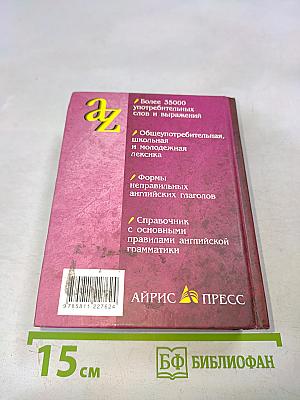 aZ
Более 35000
употребительных
слов и выражений
Общеупотребительная,
школьная
и молодежная
лексика
Формы
неправильных
английских глаголов
Справочник
с основными
правилами английской
грамматики
АЙРИС ПРЕСС
15 см
БФ БИБЛИОФАН